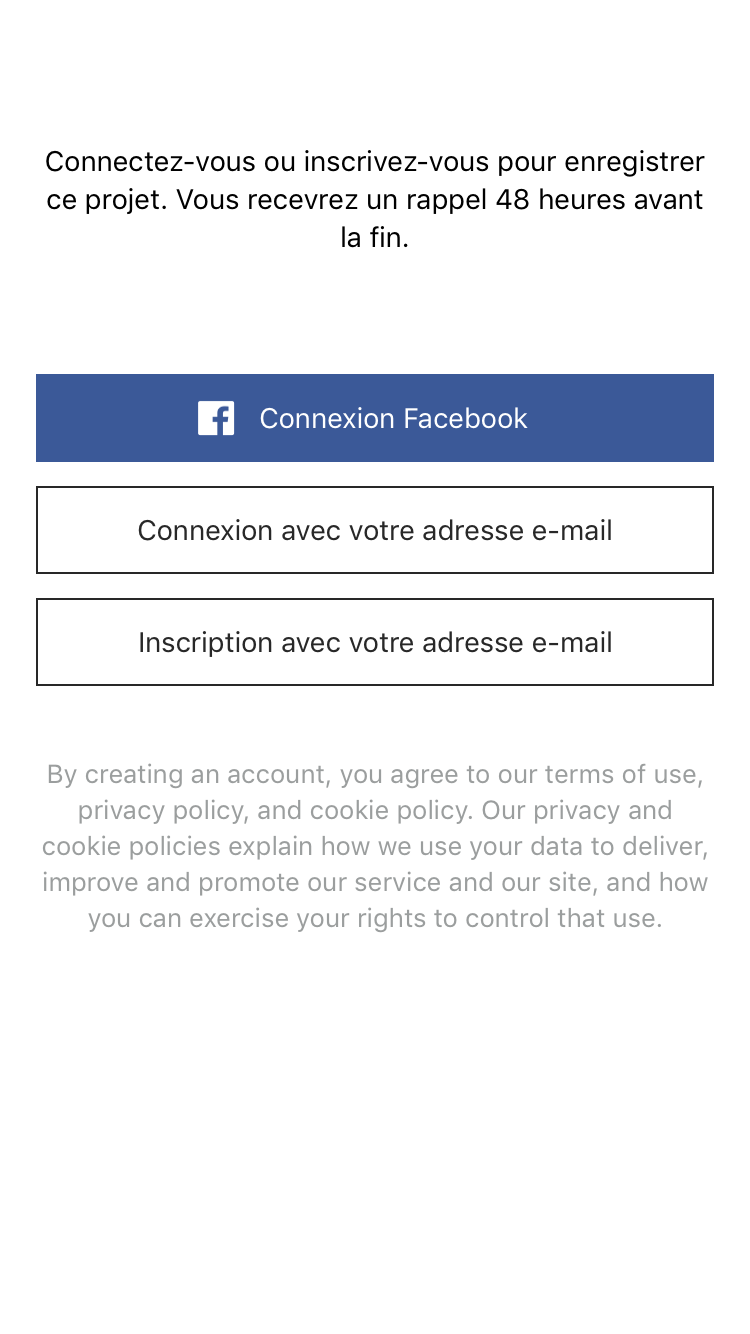 Connectez-vous ou inscrivez-vous pour enregistrer
ce projet. Vous recevrez un rappel 48 heures avant
la fin.
Connexion Facebook
Connexion avec votre adresse e-mail
Inscription avec votre adresse e-mail
By creating an account, you agree to our terms of use,
privacy policy, and cookie policy. Our privacy and
cookie policies explain how we use your data to deliver,
improve and promote our service and our site, and how
you can exercise your rights to control that use.